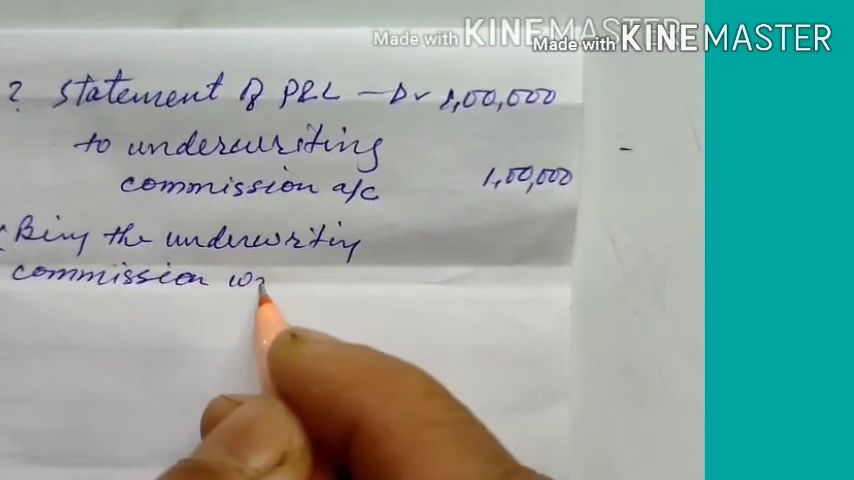 Made with KINEMASTER
Made with KINEMASTER
? Statement of P&L — Dr 1,00,000
to underwriting
commission a/c 1,00,000
Being the underwriting
commission